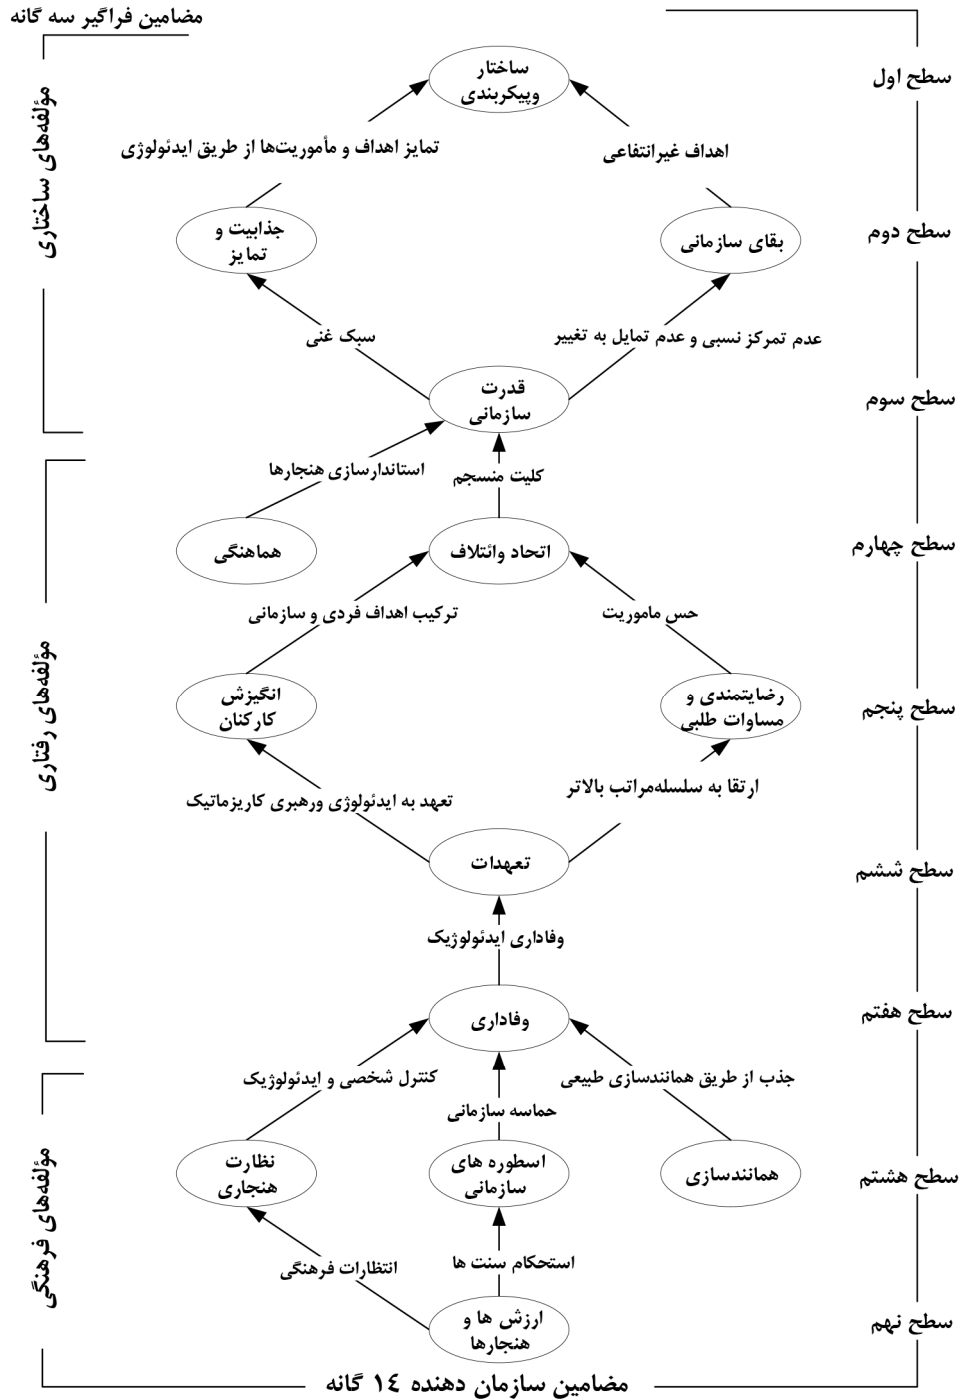 مضامین فراگیر سه گانه
سطح اول
ساختار
وپیکربندی
مؤلفه‌های ساختاری
اهداف غیرانتفاعی
تمایز اهداف و مأموریت‌ها از طریق ایدئولوژی
سطح دوم
بقای سازمانی
جذابیت و
تمایز
عدم تمرکز نسبی و عدم تمایل به تغییر
سبک غنی
سطح سوم
قدرت
سازمانی
کلیت منسجم
استاندارسازی هنجارها
سطح چهارم
اتحاد وائتلاف
هماهنگی
مؤلفه‌های رفتاری
حس ماموریت
ترکیب اهداف فردی و سازمانی
سطح پنجم
رضایتمندی و
مساوات طلبی
انگیزش
کارکنان
ارتقا به سلسله‌مراتب بالاتر
تعهد به ایدئولوژی ورهبری کاریزماتیک
سطح ششم
تعهدات
وفاداری ایدئولوژیک
سطح هفتم
وفاداری
جذب از طریق همانندسازی طبیعی
کنترل شخصی و ایدئولوژیک
حماسه سازمانی
سطح هشتم
همانندسازی
اسطوره های
سازمانی
نظارت
هنجاری
مؤلفه‌های فرهنگی
استحکام سنت ها
انتظارات فرهنگی
سطح نهم
ارزش ها و
هنجارها
مضامین سازمان دهنده ۱٤ گانه